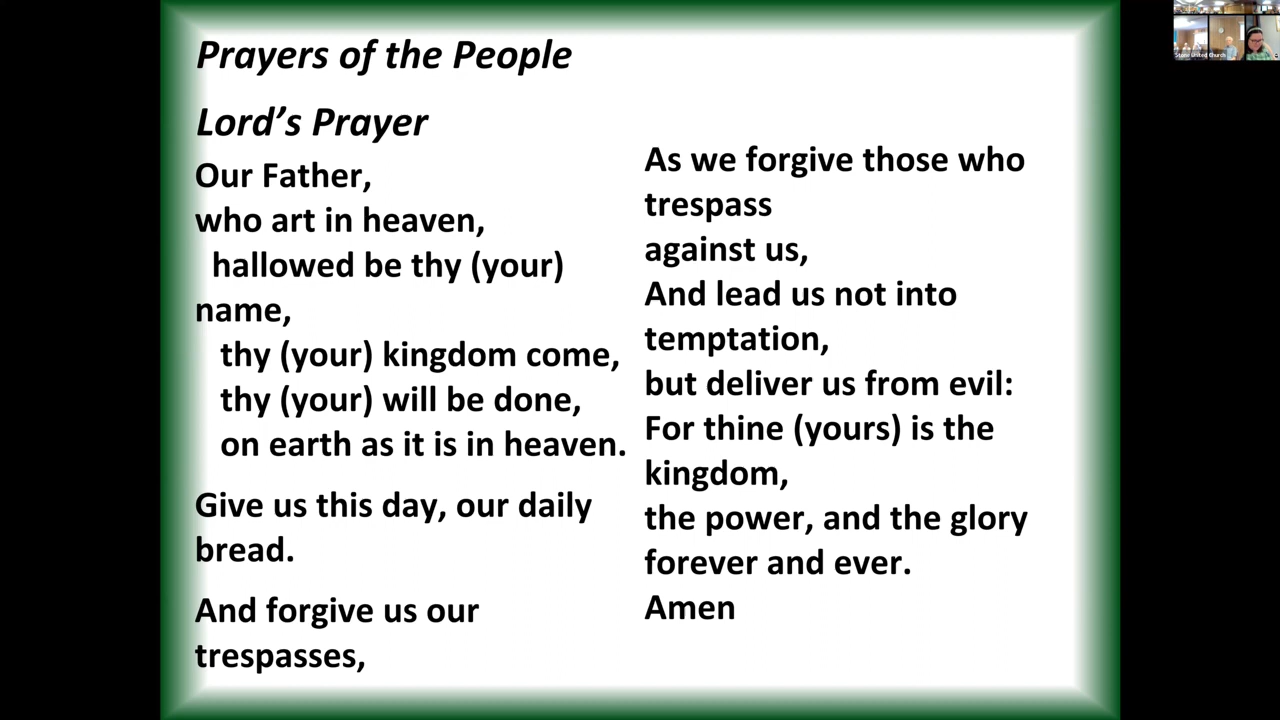 Prayers of the People
Lord’s Prayer
Our Father,
who art in heaven,
hallowed be thy (your)
name,
thy (your) kingdom come,
thy (your) will be done,
on earth as it is in heaven.
Give us this day, our daily
bread.
And forgive us our
trespasses,
As we forgive those who
trespass
against us,
And lead us not into
temptation,
but deliver us from evil:
For thine (yours) is the
kingdom,
the power, and the glory
forever and ever.
Amen
United Church